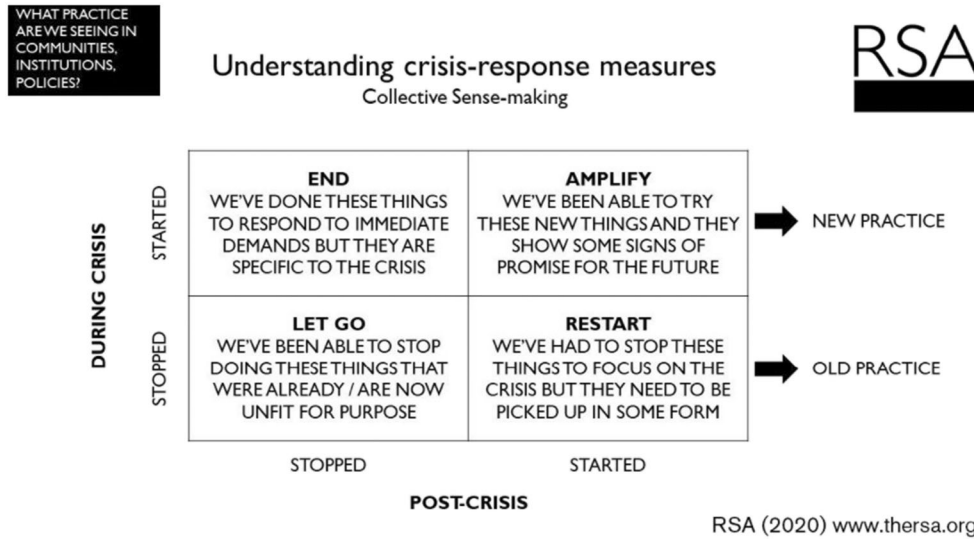 WHAT PRACTICE
ARE WE SEEING IN
COMMUNITIES,
INSTITUTIONS,
POLICIES?
Understanding crisis-response measures
Collective Sense-making
RSA
DURING CRISIS
STARTED
END
WE'VE DONE THESE THINGS
TO RESPOND TO IMMEDIATE
DEMANDS BUT THEY ARE
SPECIFIC TO THE CRISIS
AMPLIFY
WE'VE BEEN ABLE TO TRY
THESE NEW THINGS AND THEY
SHOW SOME SIGNS OF
PROMISE FOR THE FUTURE
NEW PRACTICE
STOPPED
LET GO
WE'VE BEEN ABLE TO STOP
DOING THESE THINGS THAT
WERE ALREADY / ARE NOW
UNFIT FOR PURPOSE
RESTART
WE'VE HAD TO STOP THESE
THINGS TO FOCUS ON THE
CRISIS BUT THEY NEED TO BE
PICKED UP IN SOME FORM
OLD PRACTICE
STOPPED
STARTED
POST-CRISIS
RSA (2020) www.thersa.org